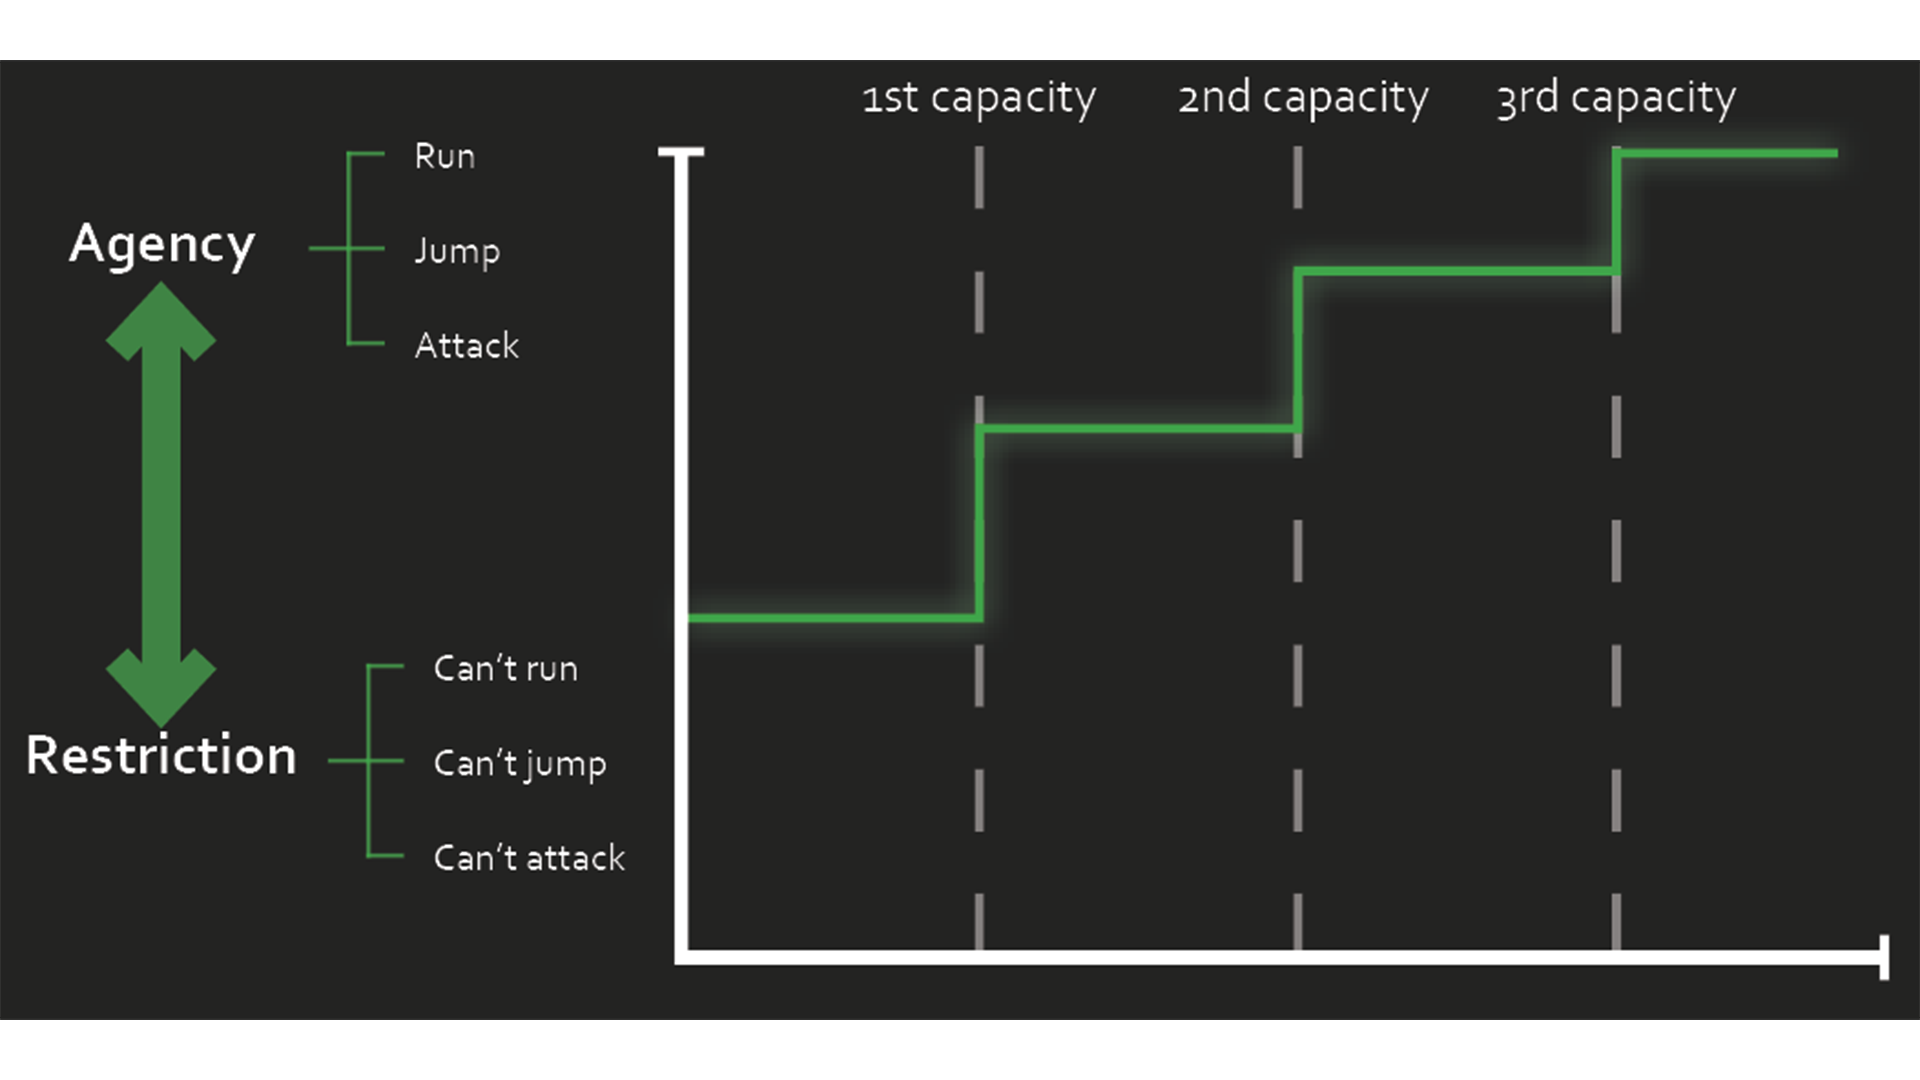 1st capacity
2nd capacity
3rd capacity
Run
Agency
Jump
Attack
Can't run
Restriction
Can't jump
Can't attack